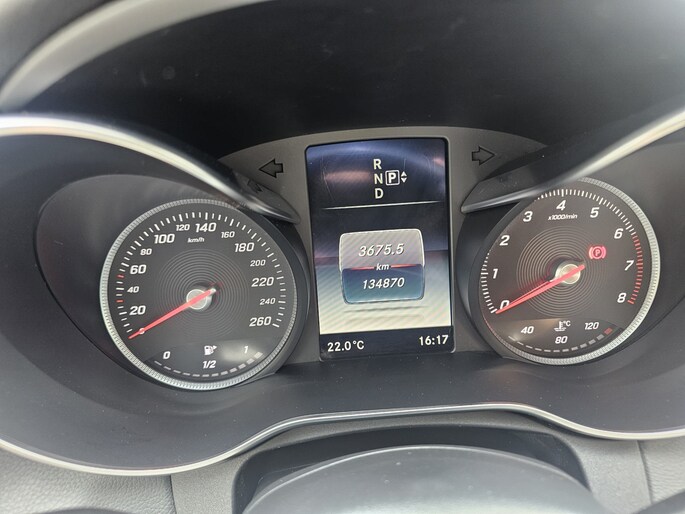 R
N P
D
3675.5
km
134870
22.0°C 16:17
0 20 40 60 80 100 120 140 160 180 200 220 240 260
km/h
0 1/2 1
0 1 2 3 4 5 6 7 8
x1000/min
P
°C
40 80 120